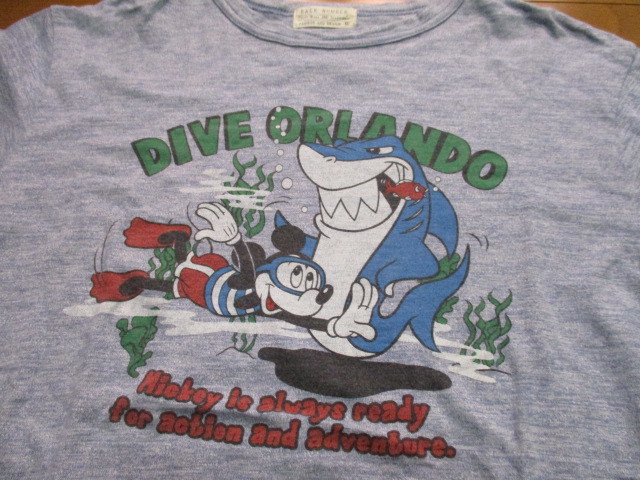 DIVE ORLANDO
Mickey is always ready
for action and adventure.